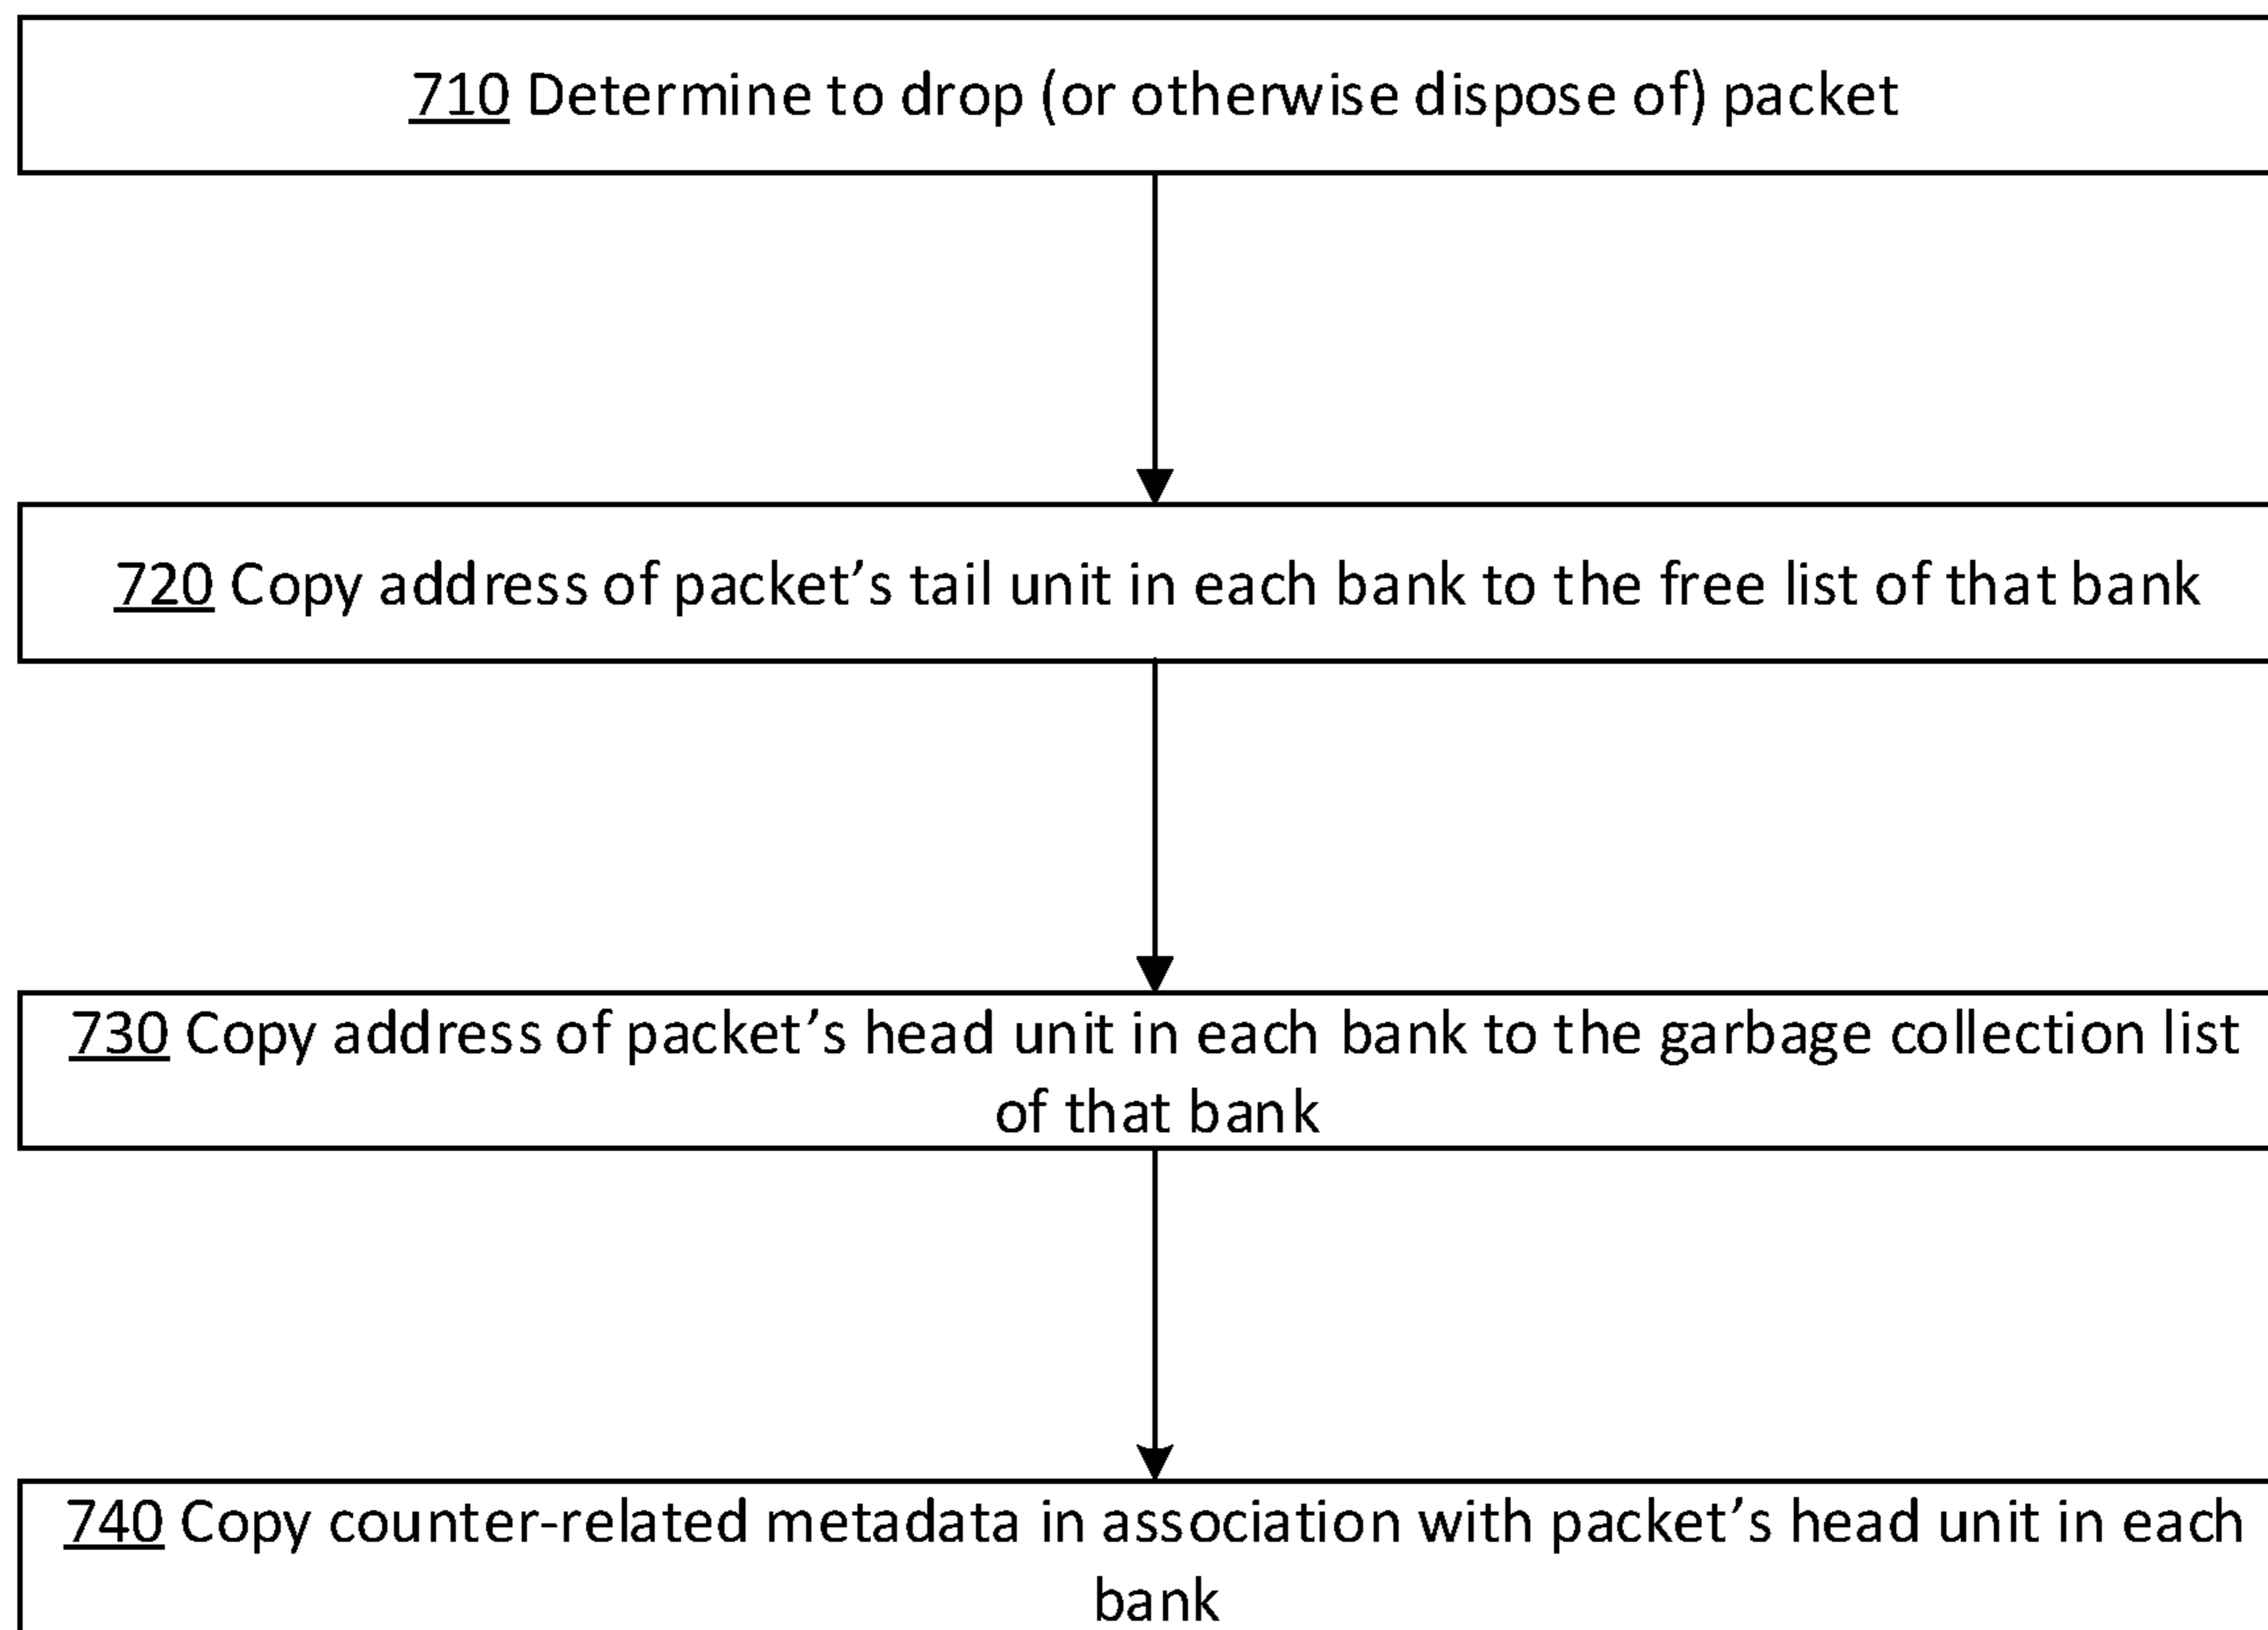 710 Determine to drop (or otherwise dispose of) packet
720 Copy address of packet’s tail unit in each bank to the free list of that bank
730 Copy address of packet’s head unit in each bank to the garbage collection list
of that bank
740 Copy counter-related metadata in association with packet’s head unit in each
bank